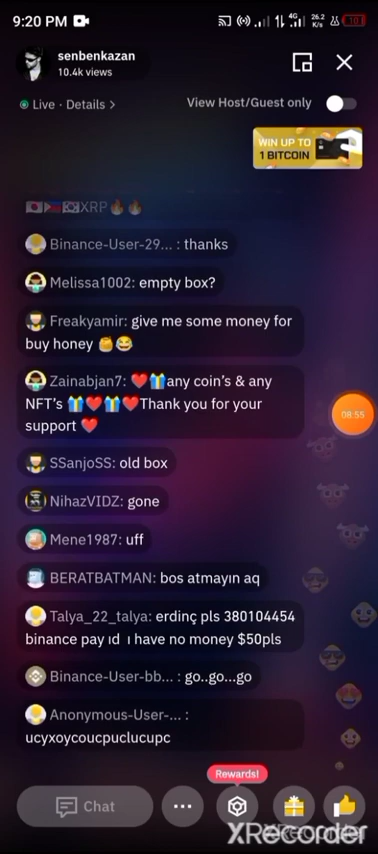 9:20 PM
4G
26.2
K/s
10
senbenkazan
10.4k views
Live · Details >
View Host/Guest only
WIN UP TO
1 BITCOIN
🇯🇵🇵🇭🇰🇷XRP🔥🔥
Binance-User-29... : thanks
Melissa1002: empty box?
Freakyamir: give me some money for
buy honey 🍯😂
Zainabjan7: ❤️🎁any coin's & any
NFT's 🎁❤️🎁❤️Thank you for your
support ❤️
08:55
SSanjoSS: old box
NihazVIDZ: gone
Mene1987: uff
BERATBATMAN: bos atmayın aq
Talya_22_talya: erdinç pls 380104454
binance pay ıd ı have no money $50pls
Binance-User-bb... : go..go...go
Anonymous-User-... :
ucyxoycoucpuclucupc
Rewards!
Chat
XRecorder